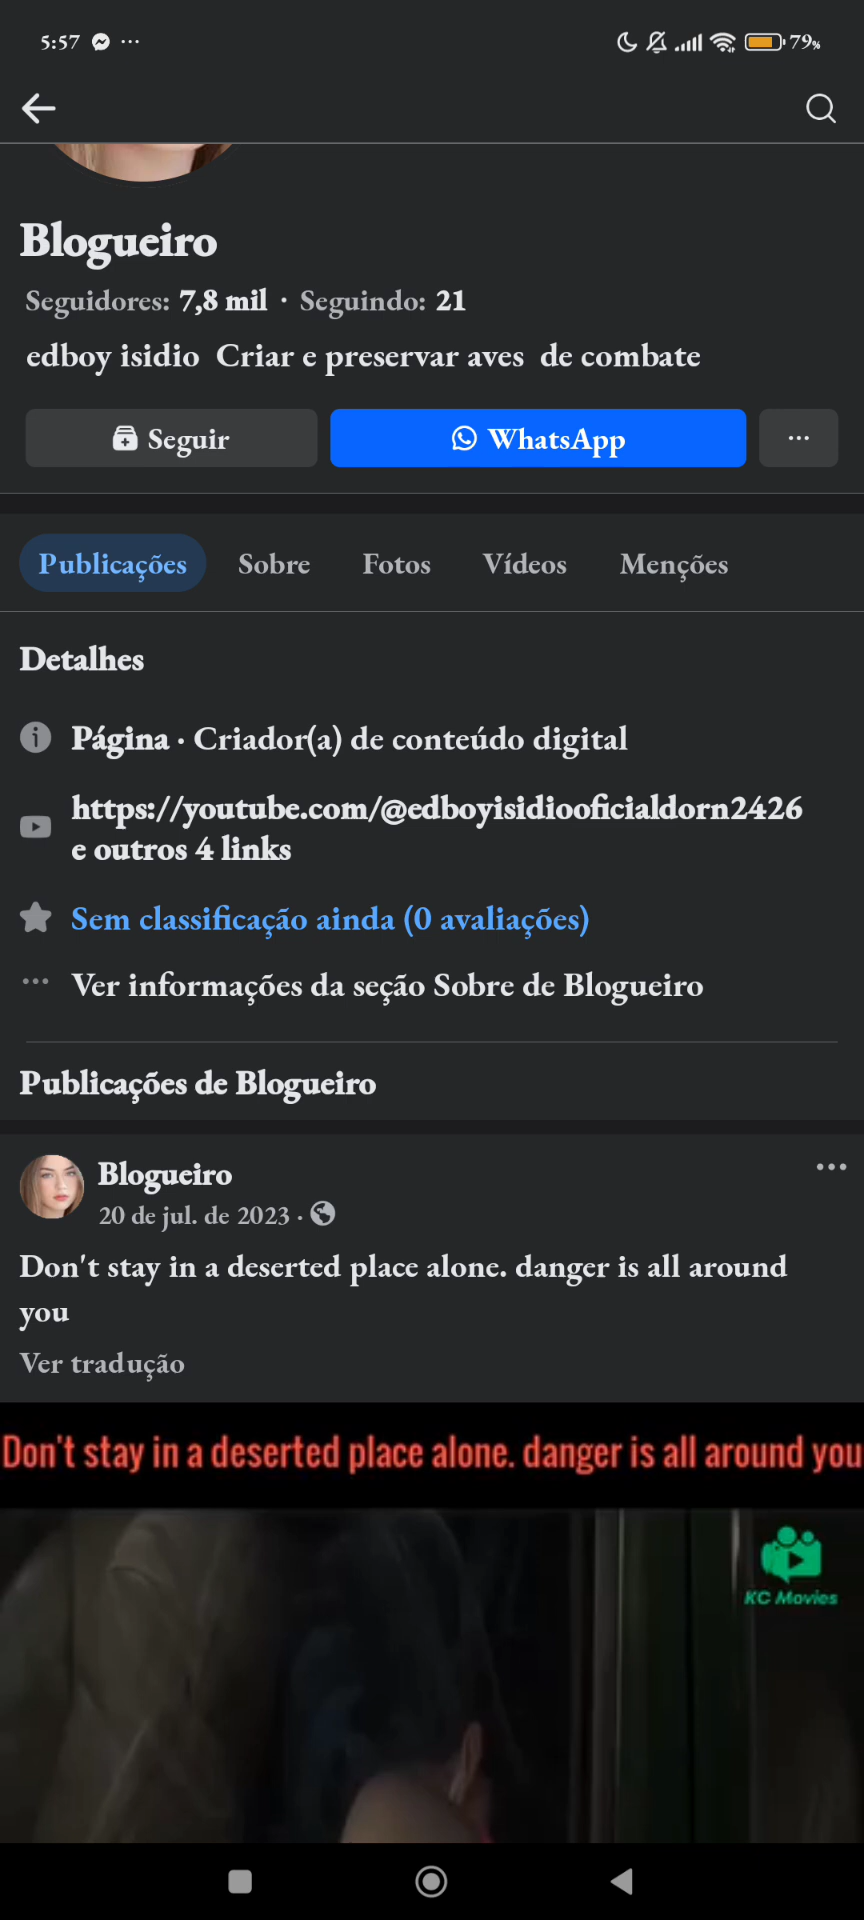 5:57
79%
Blogueiro
Seguidores: 7,8 mil · Seguindo: 21
edboy isidio Criar e preservar aves de combate
Seguir
WhatsApp
Publicações
Sobre
Fotos
Vídeos
Menções
Detalhes
Página · Criador(a) de conteúdo digital
https://youtube.com/@edboyisidiooficialdorn2426
e outros 4 links
Sem classificação ainda (0 avaliações)
Ver informações da seção Sobre de Blogueiro
Publicações de Blogueiro
Blogueiro
20 de jul. de 2023 ·
Don't stay in a deserted place alone. danger is all around
you
Ver tradução
Don't stay in a deserted place alone. danger is all around you
KC Movies